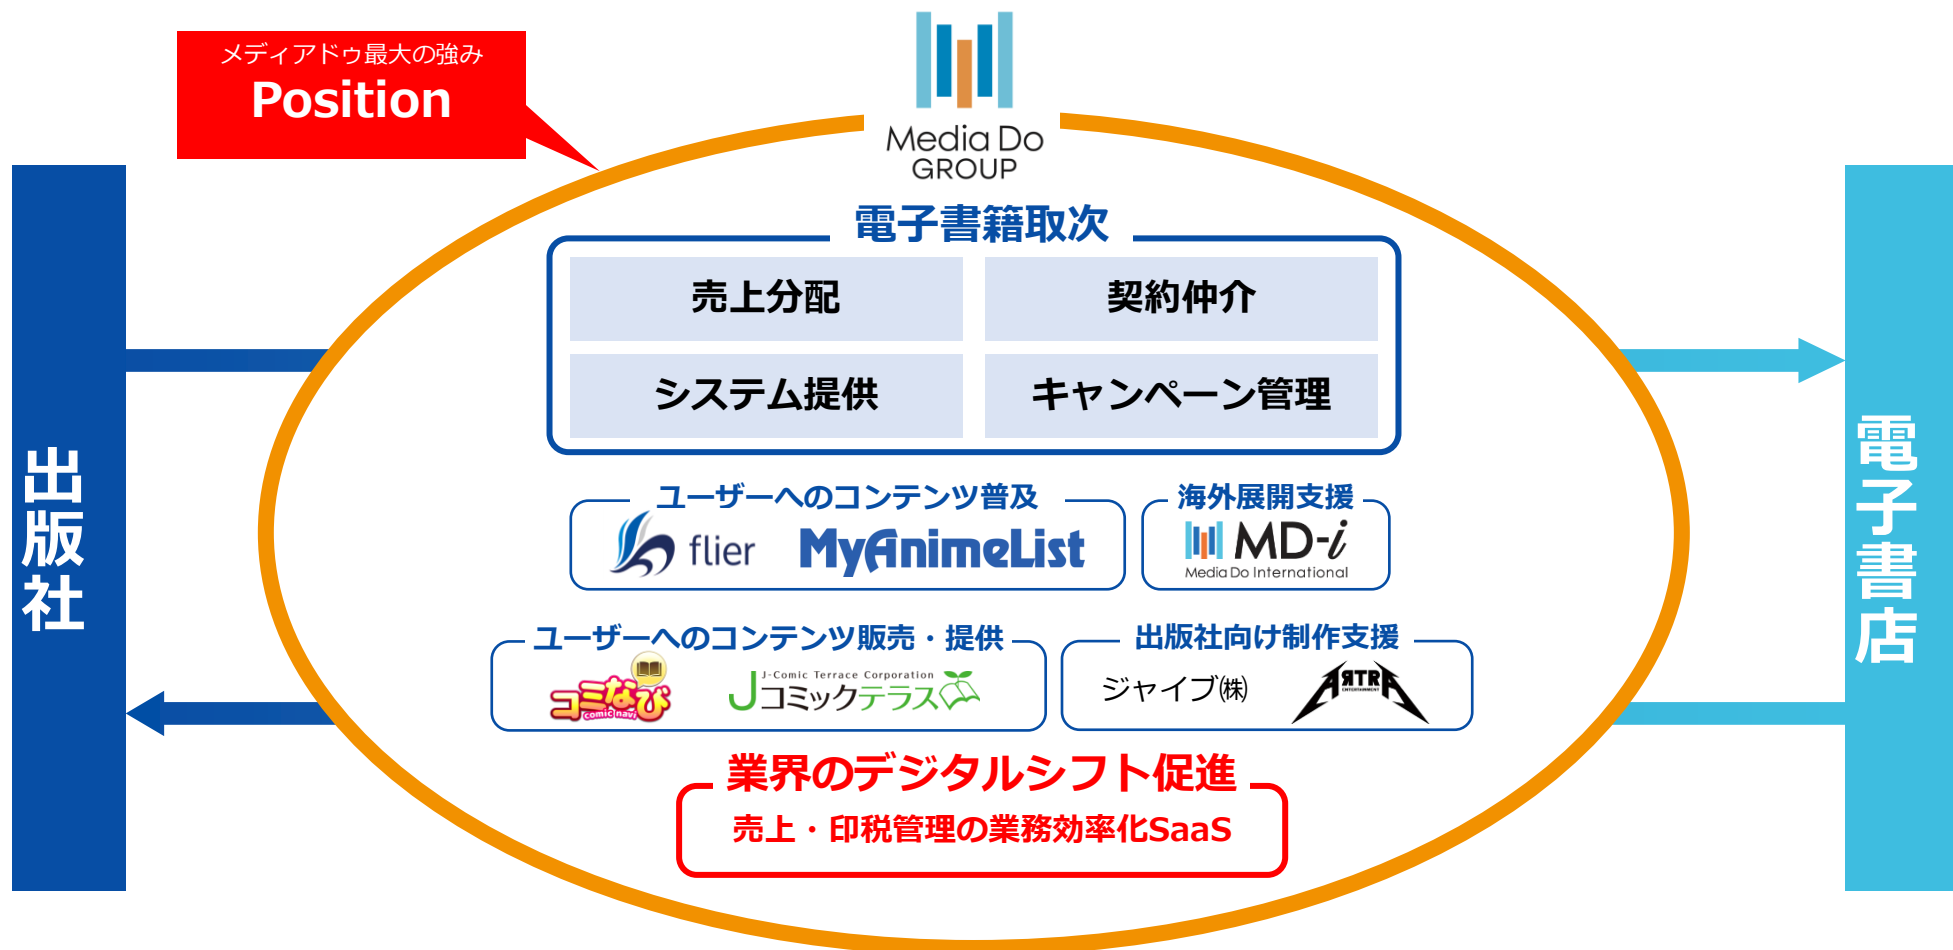 メディアドゥ最大の強み
Position
Media Do
GROUP
出版社
電子書店
電子書籍取次
売上分配
契約仲介
システム提供
キャンペーン管理
ユーザーへのコンテンツ普及
flier
MyAnimeList
海外展開支援
MD-i
Media Do International
ユーザーへのコンテンツ販売・提供
コミなび
comic navi
J-Comic Terrace Corporation
Jコミックテラス
出版社向け制作支援
ジャイブ㈱
ARTRA
ENTERTAINMENT
業界のデジタルシフト促進
売上・印税管理の業務効率化SaaS